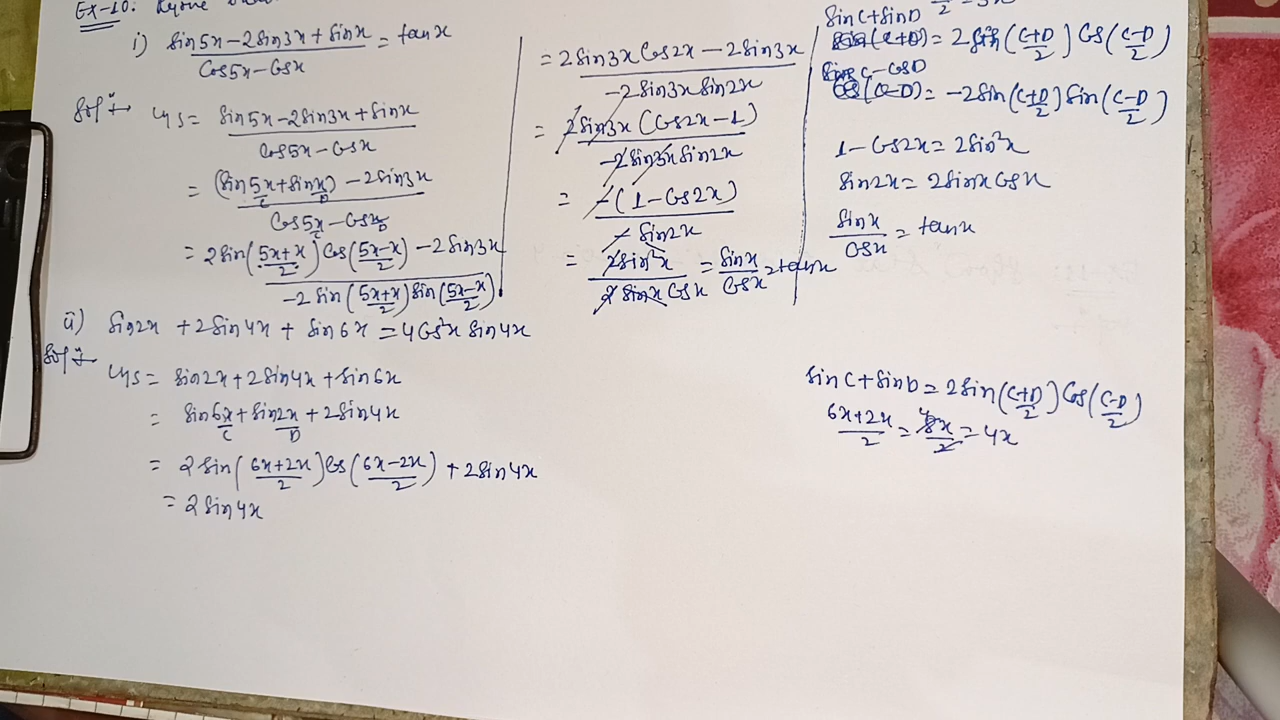 Ex-10.
i) sin5x-2sin3x+sinx/cos5x-cosx = tanx
Sol^n:- LHS = sin5x-2sin3x+sinx/cos5x-cosx
= (sin5x+sinx)-2sin3x/cos5x-cosx
C D
C D
= 2sin(5x+x/2)cos(5x-x/2)-2sin3x/-2sin(5x+x/2)sin(5x-x/2)
= 2sin3x cos2x-2sin3x/-2sin3x sin2x
= 2sin3x(cos2x-1)/-2sin3x sin2x
= -(1-cos2x)/-sin2x
= 2sin²x/2sinx cosx = sinx/cosx = tanx
sinC+sinD
= 2sin(C+D/2)cos(C-D/2)
cosC-cosD
= -2sin(C+D/2)sin(C-D/2)
1-cos2x = 2sin²x
sin2x = 2sinx cosx
sinx/cosx = tanx
ii) sin2x+2sin4x+sin6x = 4cos²x sin4x
Sol^n:- LHS = sin2x+2sin4x+sin6x
= sin6x+sin2x+2sin4x
C D
= 2sin(6x+2x/2)cos(6x-2x/2)+2sin4x
= 2sin4x
sinC+sinD = 2sin(C+D/2)cos(C-D/2)
6x+2x/2 = 8x/2 = 4x